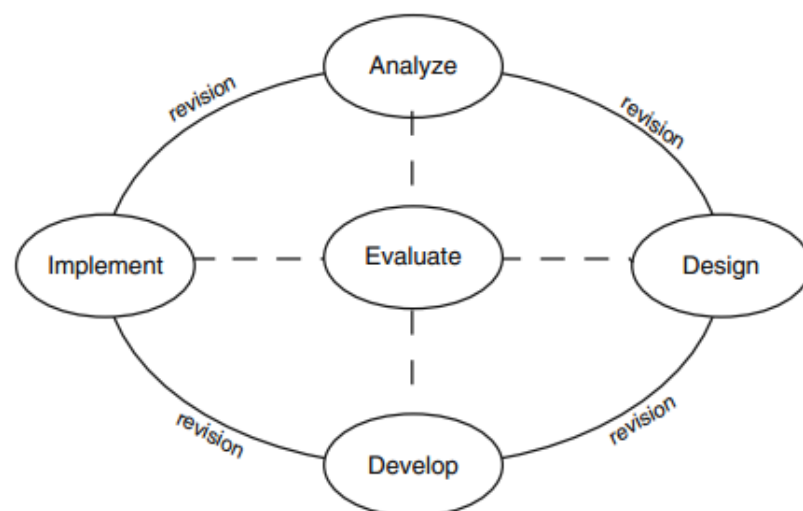 Analyze
revision
revision
Implement
Evaluate
Design
revision
revision
Develop